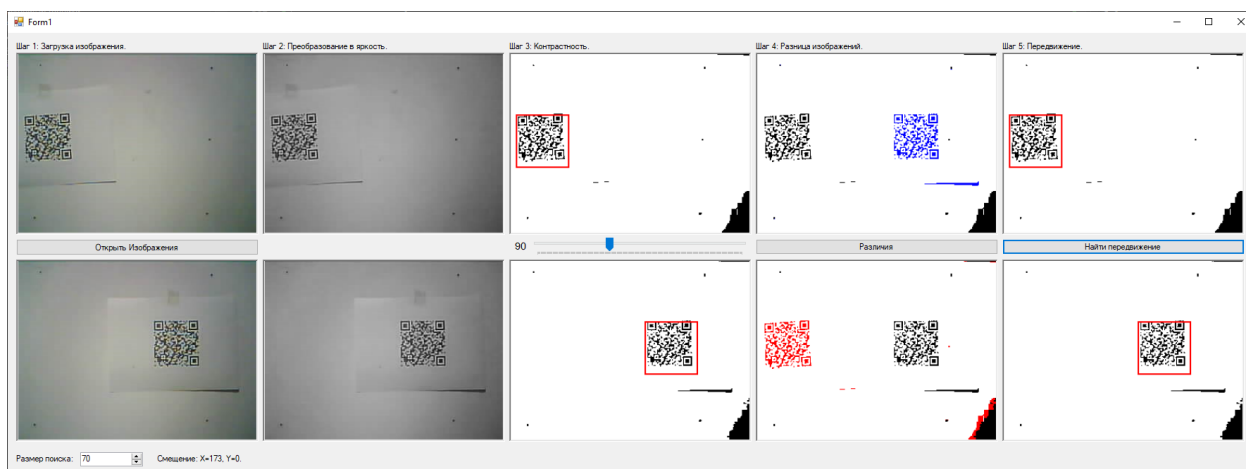 Form1
Шаг 1: Загрузка изображения.
Шаг 2: Преобразование в яркость.
Шаг 3: Контрастность.
Шаг 4: Разница изображений.
Шаг 5: Передвижение.
Открыть Изображения
90
Различия
Найти передвижение
Размер поиска: 70
Смещение: X=173, Y=0.